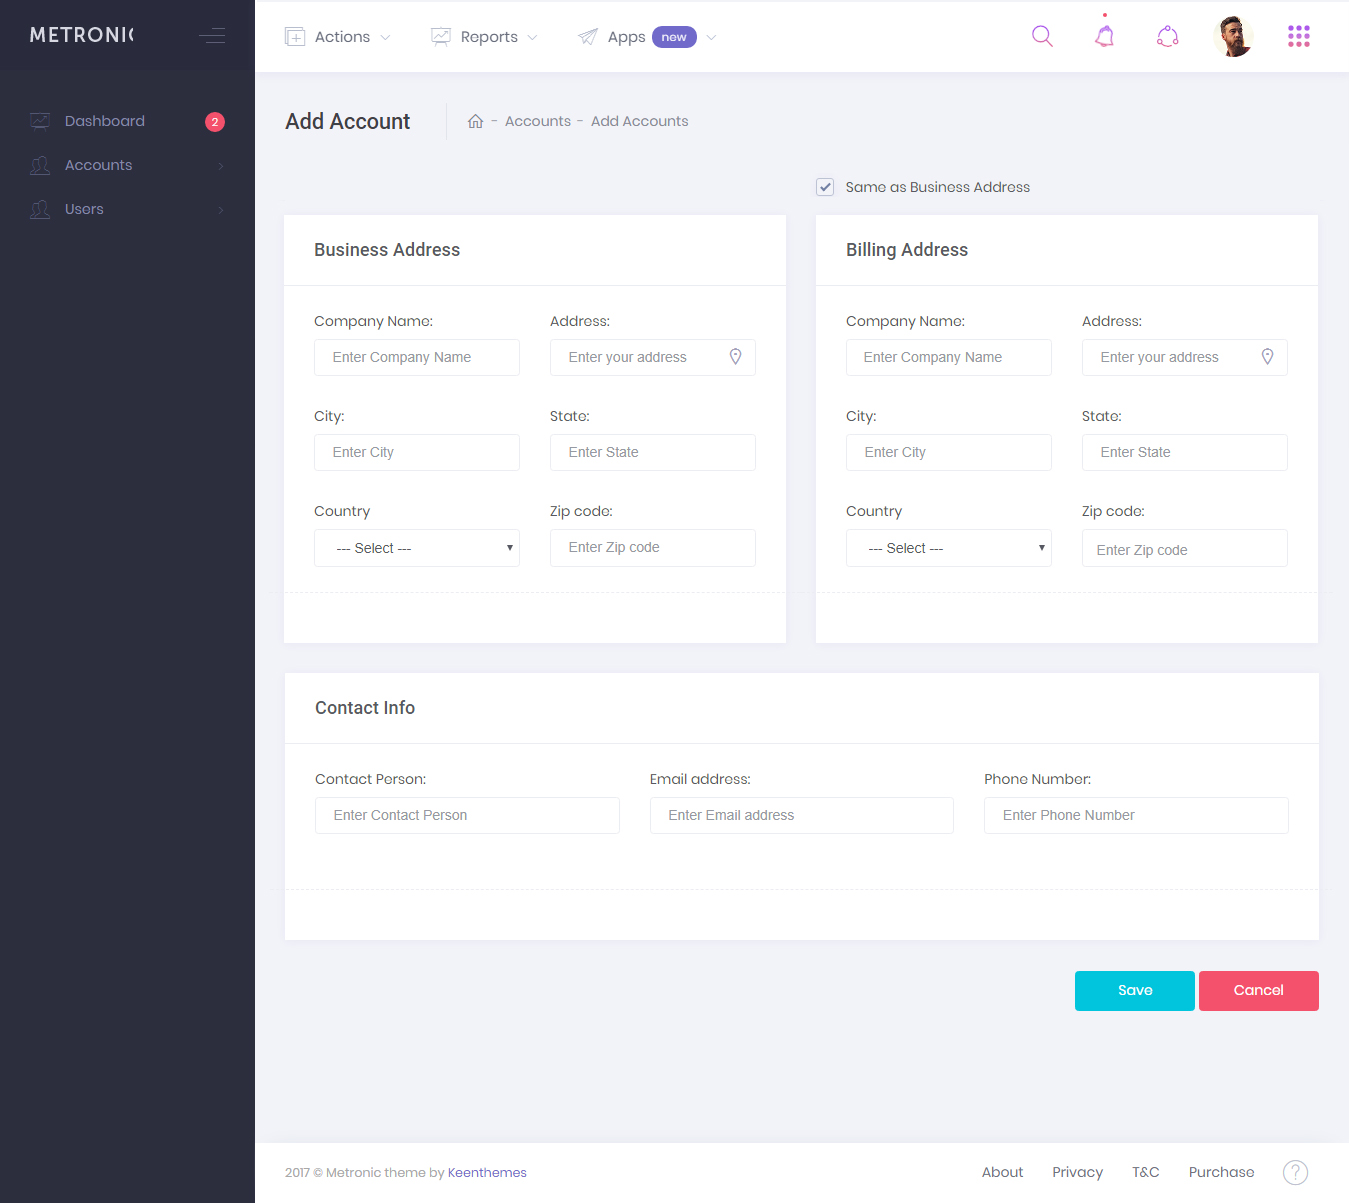 METRONIC
Actions
Reports
Apps new
Dashboard 2
Accounts
Users
Add Account
- Accounts - Add Accounts
Same as Business Address
Business Address
Company Name:
Address:
Enter Company Name
Enter your address
City:
State:
Enter City
Enter State
Country
Zip code:
--- Select ---
Enter Zip code
Billing Address
Company Name:
Address:
Enter Company Name
Enter your address
City:
State:
Enter City
Enter State
Country
Zip code:
--- Select ---
Enter Zip code
Contact Info
Contact Person:
Email address:
Phone Number:
Enter Contact Person
Enter Email address
Enter Phone Number
Save
Cancel
2017 © Metronic theme by Keenthemes
About
Privacy
T&C
Purchase
?